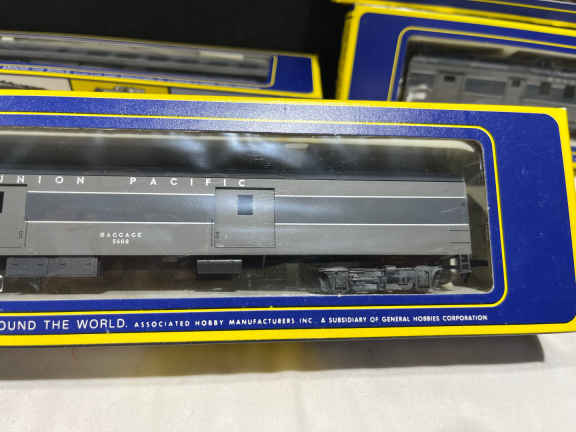 UNION PACIFIC
BAGGAGE
5608
OUND THE WORLD. ASSOCIATED HOBBY MANUFACTURERS INC. A SUBSIDIARY OF GENERAL HOBBIES CORPORATION